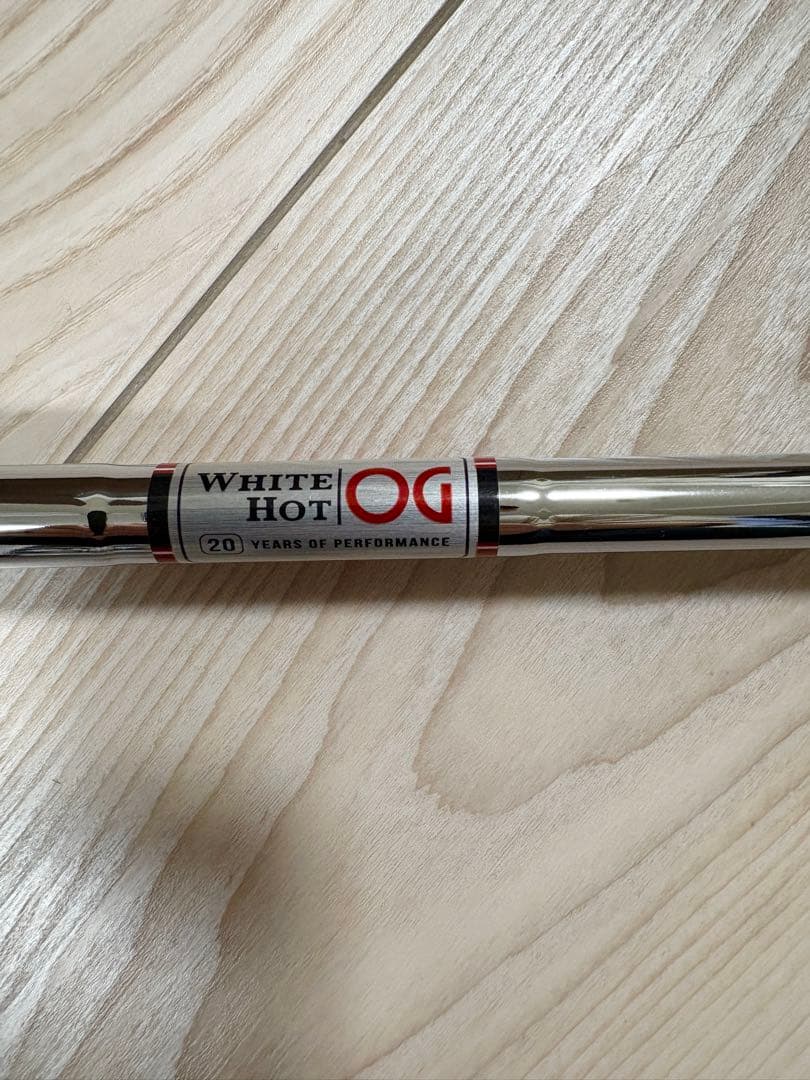 WHITE
HOT OG
20 YEARS OF PERFORMANCE